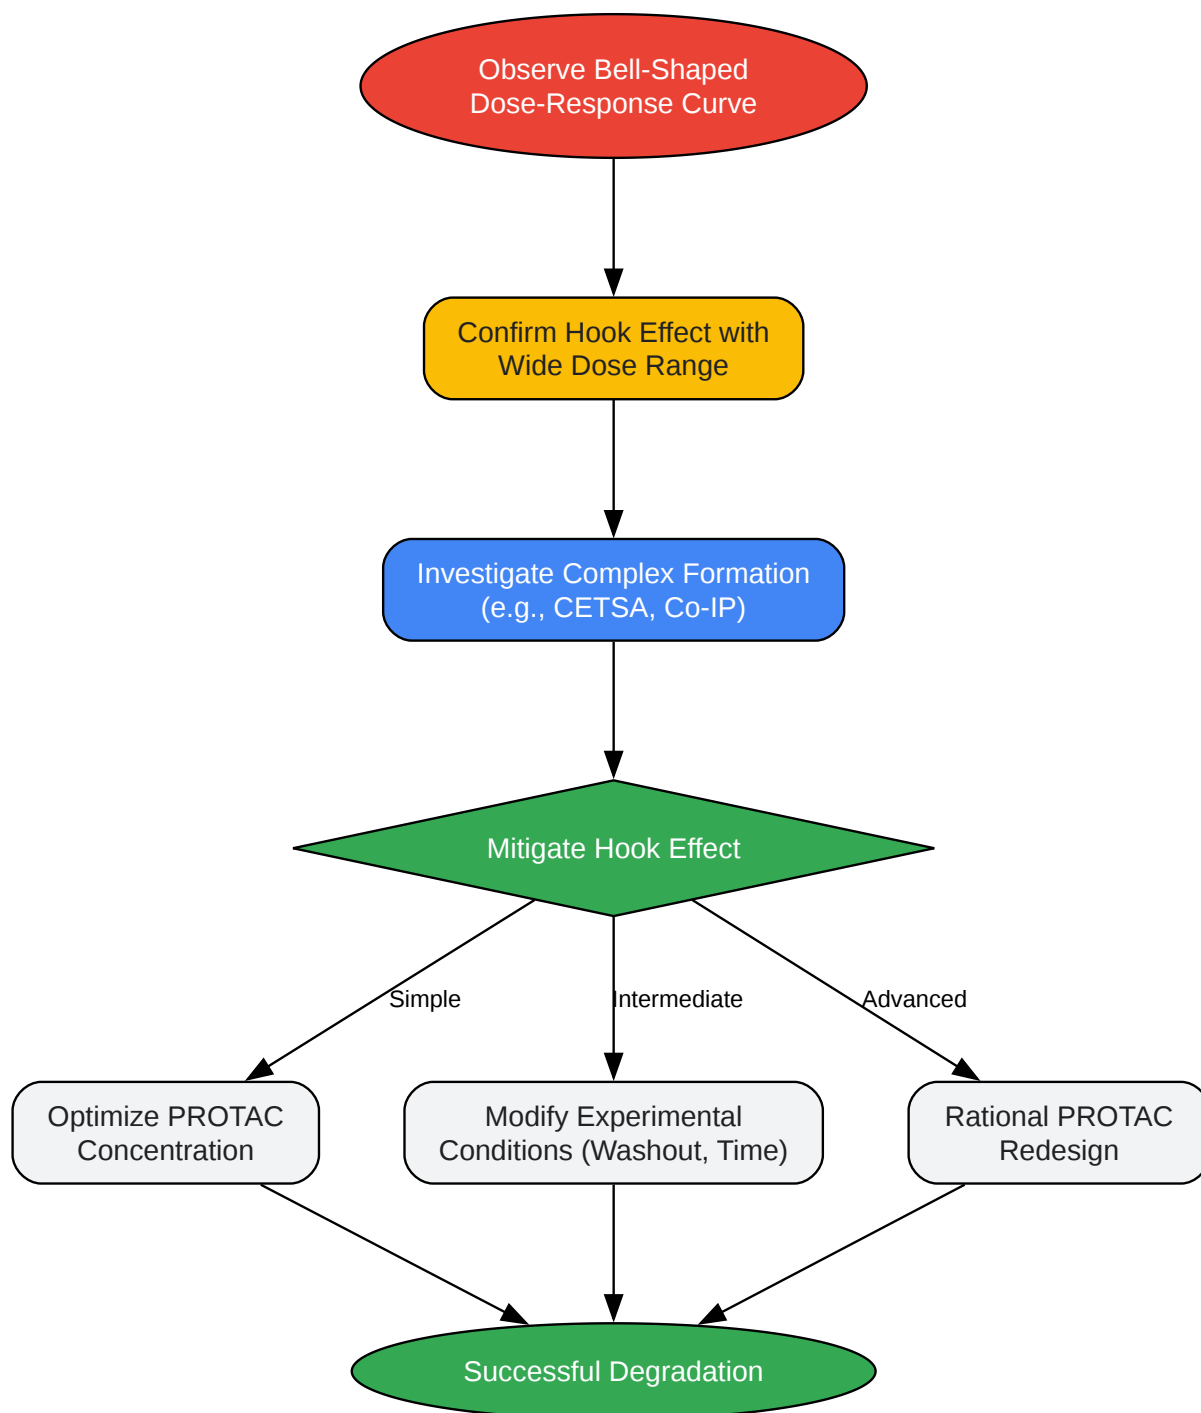 Observe Bell-Shaped
Dose-Response Curve
Confirm Hook Effect with
Wide Dose Range
Investigate Complex Formation
(e.g., CETSA, Co-IP)
Mitigate Hook Effect
Simple
Intermediate
Advanced
Optimize PROTAC
Concentration
Modify Experimental
Conditions (Washout, Time)
Rational PROTAC
Redesign
Successful Degradation